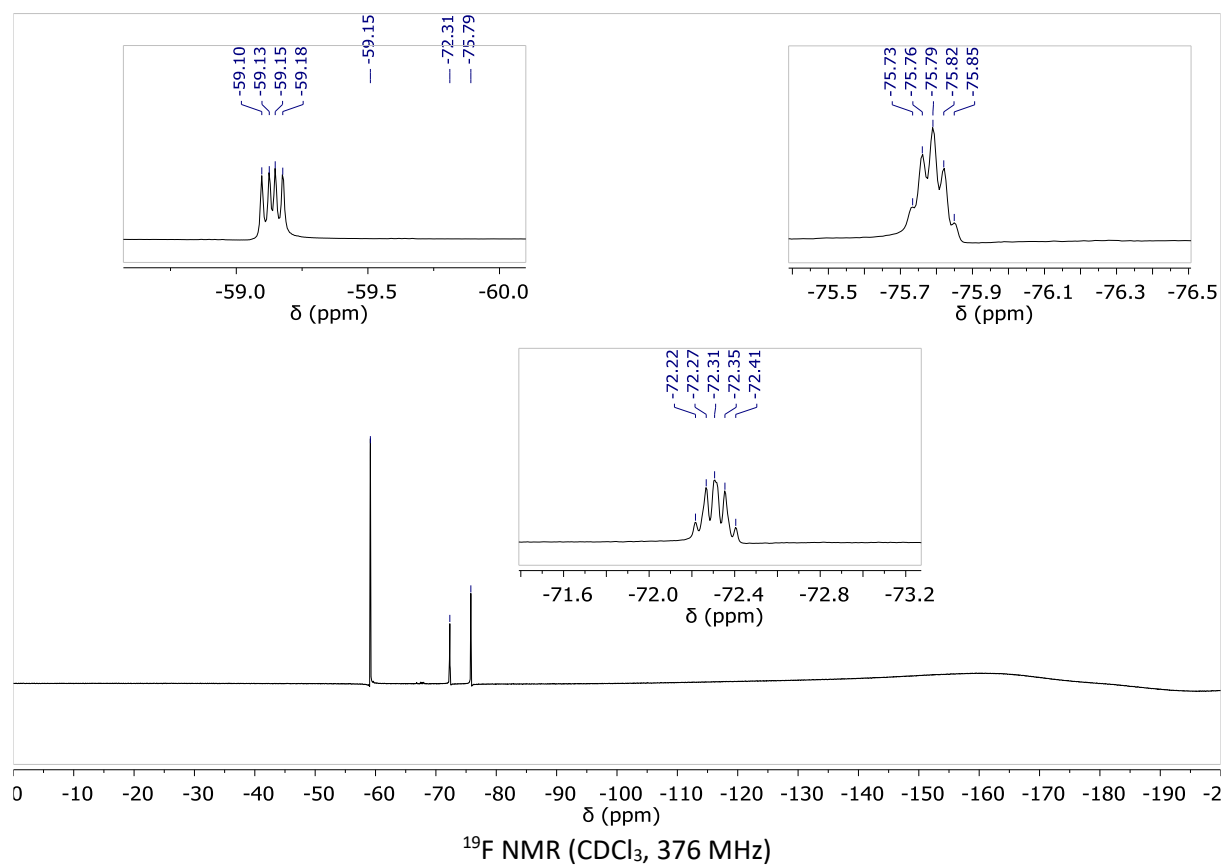 -59.15
-72.31
-75.79
-59.10
-59.13
-59.15
-59.18
-59.0 -59.5 -60.0
δ (ppm)
-75.73
-75.76
-75.79
-75.82
-75.85
-75.5 -75.7 -75.9 -76.1 -76.3 -76.5
δ (ppm)
-72.22
-72.27
-72.31
-72.35
-72.41
-71.6 -72.0 -72.4 -72.8 -73.2
δ (ppm)
0 -10 -20 -30 -40 -50 -60 -70 -80 -90 -100 -110 -120 -130 -140 -150 -160 -170 -180 -190 -2
δ (ppm)
¹⁹F NMR (CDCl₃, 376 MHz)